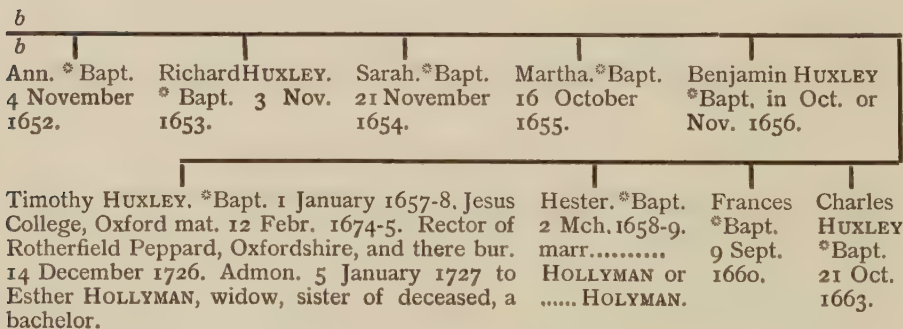 b
b
Ann. * Bapt. 4 November 1652.
RichardHUXLEY. * Bapt. 3 Nov. 1653.
Sarah.*Bapt. 21 November 1654.
Martha.*Bapt. 16 October 1655.
Benjamin HUXLEY *Bapt, in Oct. or Nov. 1656.
Timothy HUXLEY. *Bapt. 1 January 1657-8. Jesus
College, Oxford mat. 12 Febr. 1674-5. Rector of
Rotherfield Peppard, Oxfordshire, and there bur.
14 December 1726. Admon. 5 January 1727 to
Esther HOLLYMAN, widow, sister of deceased, a
bachelor.
Hester. *Bapt.
2 Mch. 1658-9.
marr..........
HOLLYMAN or
...... HOLYMAN.
Frances
*Bapt.
9 Sept.
1660.
Charles
HUXLEY
*Bapt.
21 Oct.
1663.